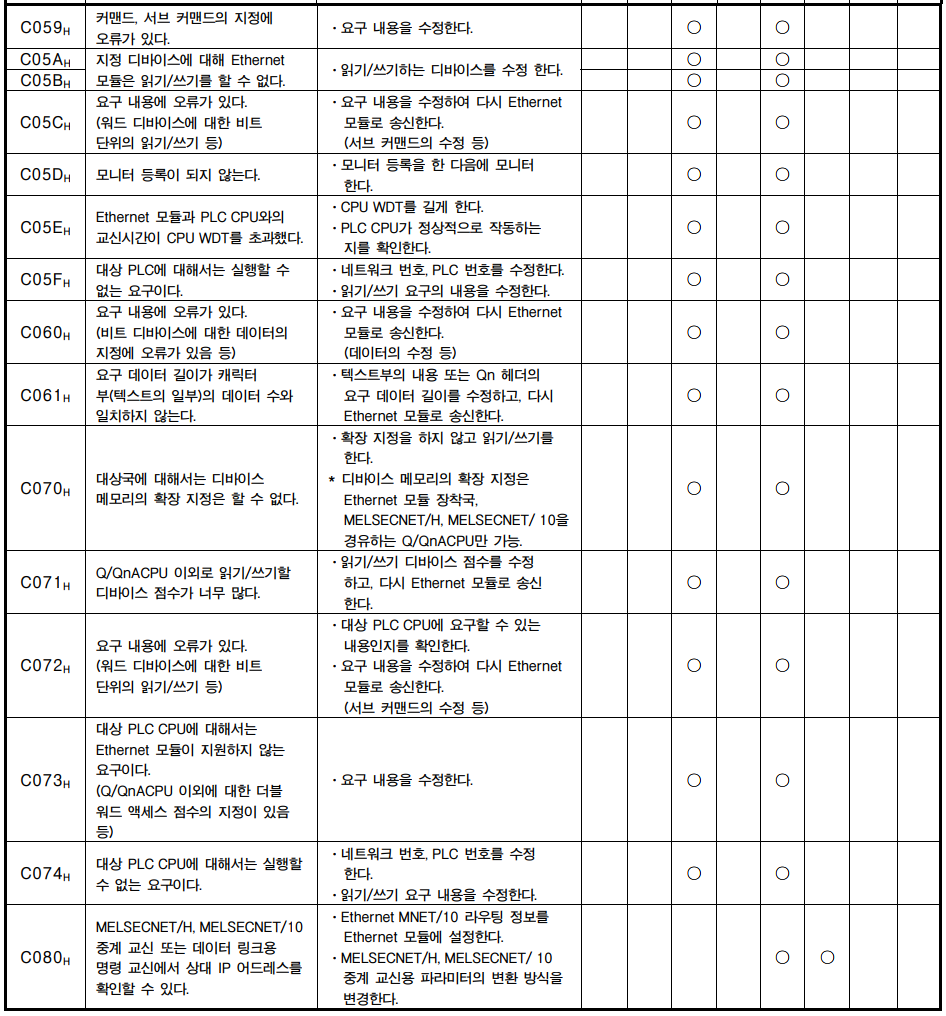 C059H
커맨드, 서브 커맨드의 지정에
오류가 있다.
· 요구 내용을 수정한다.
○ ○
C05AH
C05BH
지정 디바이스에 대해 Ethernet
모듈은 읽기/쓰기를 할 수 없다.
· 읽기/쓰기하는 디바이스를 수정 한다.
○ ○
○ ○
C05CH
요구 내용에 오류가 있다.
(워드 디바이스에 대한 비트
단위의 읽기/쓰기 등)
· 요구 내용을 수정하여 다시 Ethernet
모듈로 송신한다.
(서브 커맨드의 수정 등)
○ ○
C05DH
모니터 등록이 되지 않는다.
· 모니터 등록을 한 다음에 모니터
한다.
○ ○
C05EH
Ethernet 모듈과 PLC CPU와의
교신시간이 CPU WDT를 초과했다.
· CPU WDT를 길게 한다.
· PLC CPU가 정상적으로 작동하는
지를 확인한다.
○ ○
C05FH
대상 PLC에 대해서는 실행할 수
없는 요구이다.
· 네트워크 번호, PLC 번호를 수정한다.
· 읽기/쓰기 요구의 내용을 수정한다.
○ ○
C060H
요구 내용에 오류가 있다.
(비트 디바이스에 대한 데이터의
지정에 오류가 있음 등)
· 요구 내용을 수정하여 다시 Ethernet
모듈로 송신한다.
(데이터의 수정 등)
○ ○
C061H
요구 데이터 길이가 캐릭터
부(텍스트의 일부)의 데이터 수와
일치하지 않는다.
· 텍스트부의 내용 또는 Qn 헤더의
요구 데이터 길이를 수정하고, 다시
Ethernet 모듈로 송신한다.
○ ○
C070H
대상국에 대해서는 디바이스
메모리의 확장 지정은 할 수 없다.
· 확장 지정을 하지 않고 읽기/쓰기를
한다.
* 디바이스 메모리의 확장 지정은
Ethernet 모듈 장착국,
MELSECNET/H, MELSECNET/ 10을
경유하는 Q/QnACPU만 가능.
○ ○
C071H
Q/QnACPU 이외로 읽기/쓰기할
디바이스 점수가 너무 많다.
· 읽기/쓰기 디바이스 점수를 수정
하고, 다시 Ethernet 모듈로 송신
한다.
○ ○
C072H
요구 내용에 오류가 있다.
(워드 디바이스에 대한 비트
단위의 읽기/쓰기 등)
· 대상 PLC CPU에 요구할 수 있는
내용인지를 확인한다.
· 요구 내용을 수정하여 다시 Ethernet
모듈로 송신한다.
(서브 커맨드의 수정 등)
○ ○
C073H
대상 PLC CPU에 대해서는
Ethernet 모듈이 지원하지 않는
요구이다.
(Q/QnACPU 이외에 대한 더블
워드 액세스 점수의 지정이 있음
등)
· 요구 내용을 수정한다.
○ ○
C074H
대상 PLC CPU에 대해서는 실행할
수 없는 요구이다.
· 네트워크 번호, PLC 번호를 수정
한다.
· 읽기/쓰기 요구 내용을 수정한다.
○ ○
C080H
MELSECNET/H, MELSECNET/10
중계 교신 또는 데이터 링크용
명령 교신에서 상대 IP 어드레스를
확인할 수 있다.
· Ethernet MNET/10 라우팅 정보를
Ethernet 모듈에 설정한다.
· MELSECNET/H, MELSECNET/ 10
중계 교신용 파라미터의 변환 방식을
변경한다.
○ ○